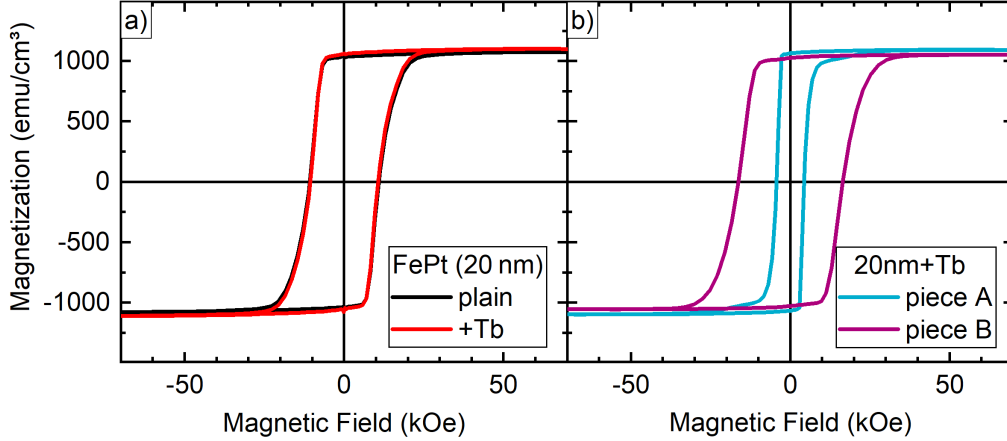 a)
b)
Magnetization (emu/cm³)
1000
500
0
-500
-1000
FePt (20 nm)
plain
+Tb
20nm+Tb
piece A
piece B
-50
0
50
-50
0
50
Magnetic Field (kOe)
Magnetic Field (kOe)